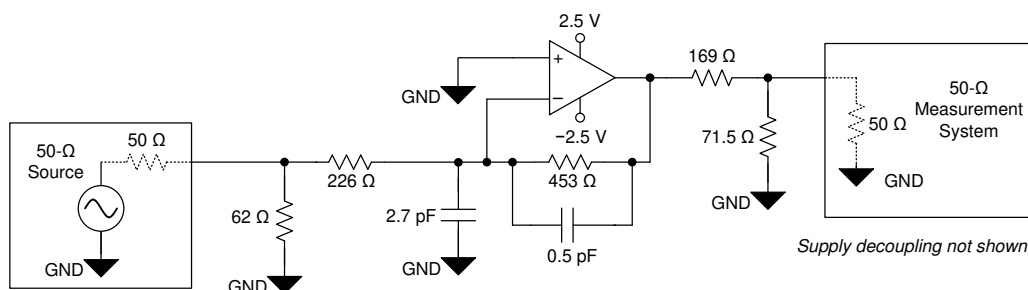 2.5 V
+
−
GND
−2.5 V
169 Ω
71.5 Ω
GND
50-Ω
Measurement
System
50 Ω
GND
Supply decoupling not shown
50-Ω
Source
50 Ω
GND
62 Ω
GND
226 Ω
2.7 pF
GND
453 Ω
0.5 pF